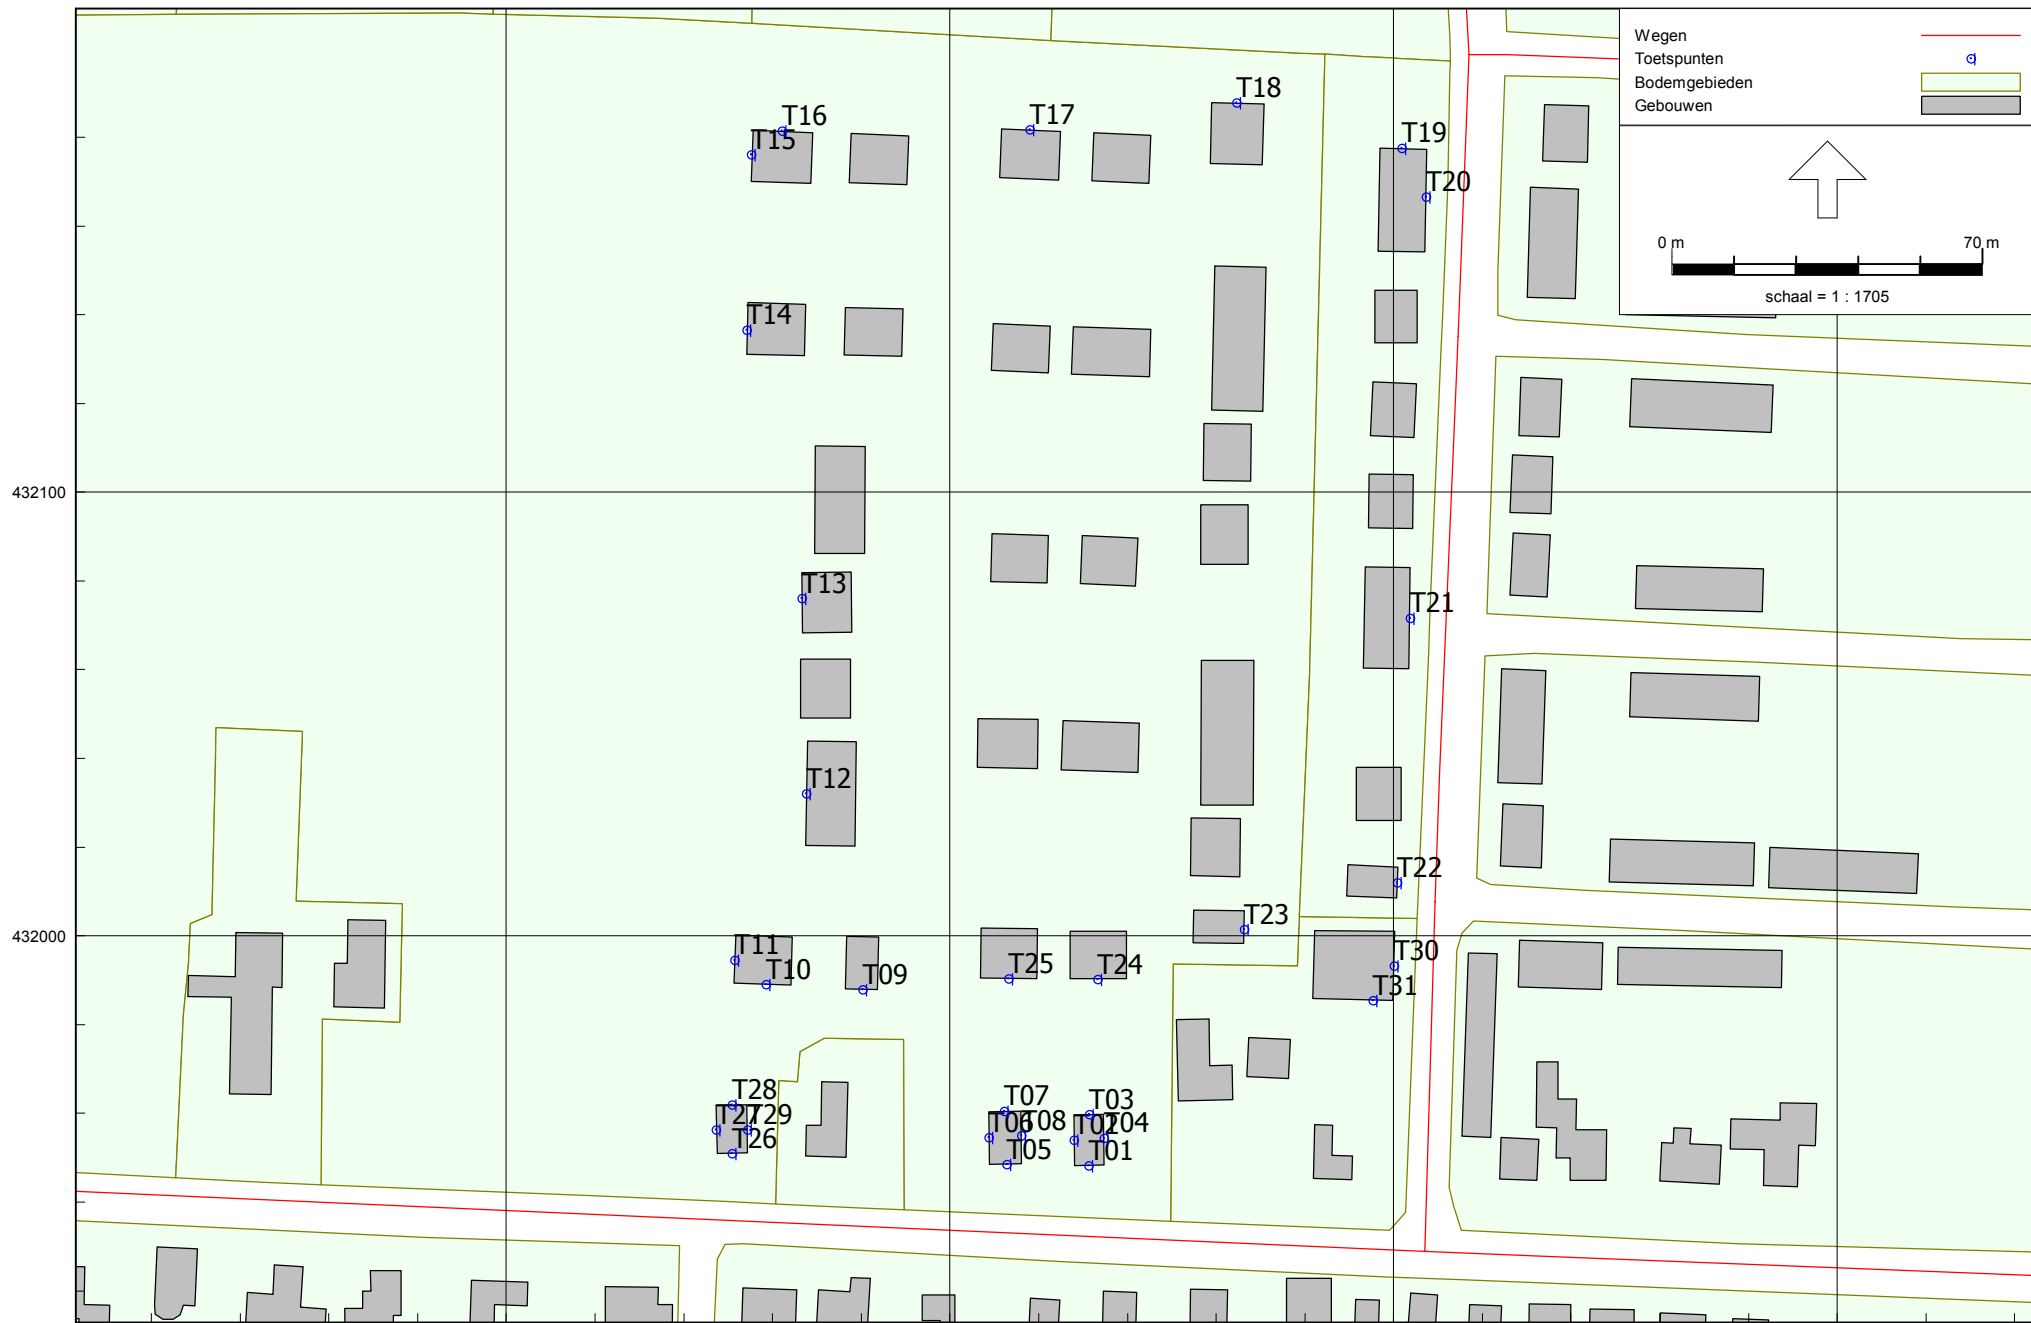 Wegen
Toetspunten
Bodemgebieden
Gebouwen
0 m 70 m
schaal = 1 : 1705
T18
T16
T17
T15
T19
T20
T14
432100
T13
T21
T12
T22
T23
432000
T11
T10
T09
T25
T24
T30
T31
T28
T27
T29
T26
T07
T06
T08
T05
T03
T02
T04
T01